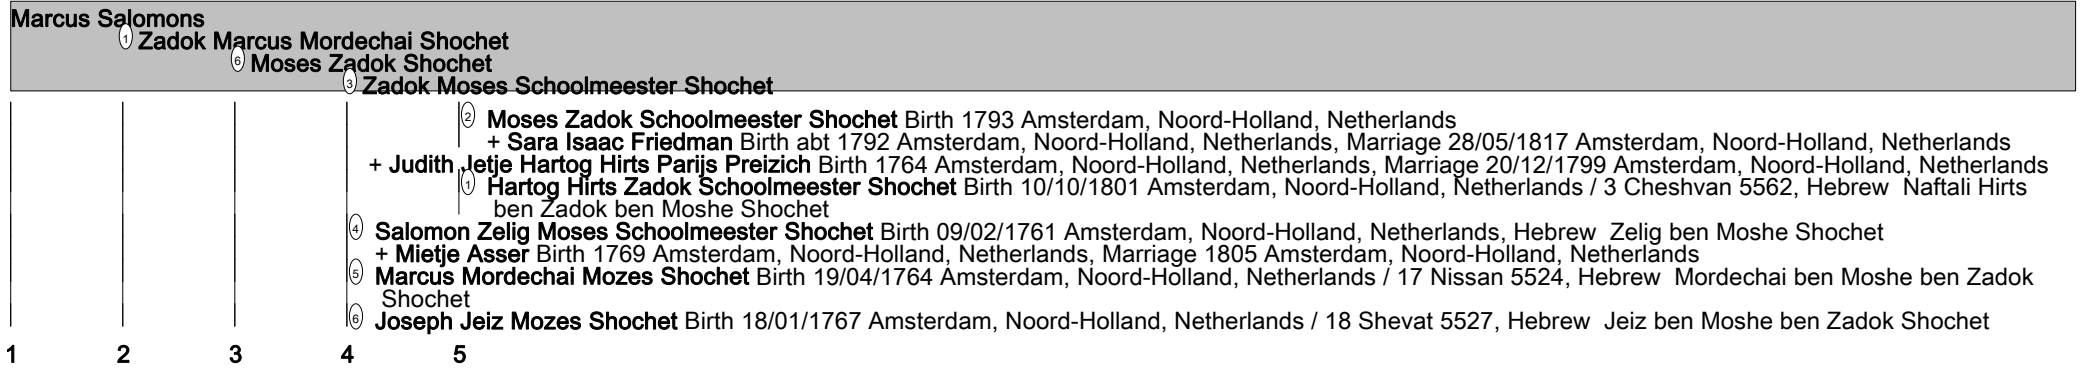 Marcus Salomons
1 Zadok Marcus Mordechai Shochet
6 Moses Zadok Shochet
3 Zadok Moses Schoolmeester Shochet
2 Moses Zadok Schoolmeester Shochet Birth 1793 Amsterdam, Noord-Holland, Netherlands
+ Sara Isaac Friedman Birth abt 1792 Amsterdam, Noord-Holland, Netherlands, Marriage 28/05/1817 Amsterdam, Noord-Holland, Netherlands
+ Judith Jetje Hartog Hirts Parijs Preizich Birth 1764 Amsterdam, Noord-Holland, Netherlands, Marriage 20/12/1799 Amsterdam, Noord-Holland, Netherlands
1 Hartog Hirts Zadok Schoolmeester Shochet Birth 10/10/1801 Amsterdam, Noord-Holland, Netherlands / 3 Cheshvan 5562, Hebrew  Naftali Hirts
ben Zadok ben Moshe Shochet
4 Salomon Zelig Moses Schoolmeester Shochet Birth 09/02/1761 Amsterdam, Noord-Holland, Netherlands, Hebrew  Zelig ben Moshe Shochet
+ Mietje Asser Birth 1769 Amsterdam, Noord-Holland, Netherlands, Marriage 1805 Amsterdam, Noord-Holland, Netherlands
5 Marcus Mordechai Mozes Shochet Birth 19/04/1764 Amsterdam, Noord-Holland, Netherlands / 17 Nissan 5524, Hebrew  Mordechai ben Moshe ben Zadok
Shochet
6 Joseph Jeiz Mozes Shochet Birth 18/01/1767 Amsterdam, Noord-Holland, Netherlands / 18 Shevat 5527, Hebrew  Jeiz ben Moshe ben Zadok Shochet
1 2 3 4 5